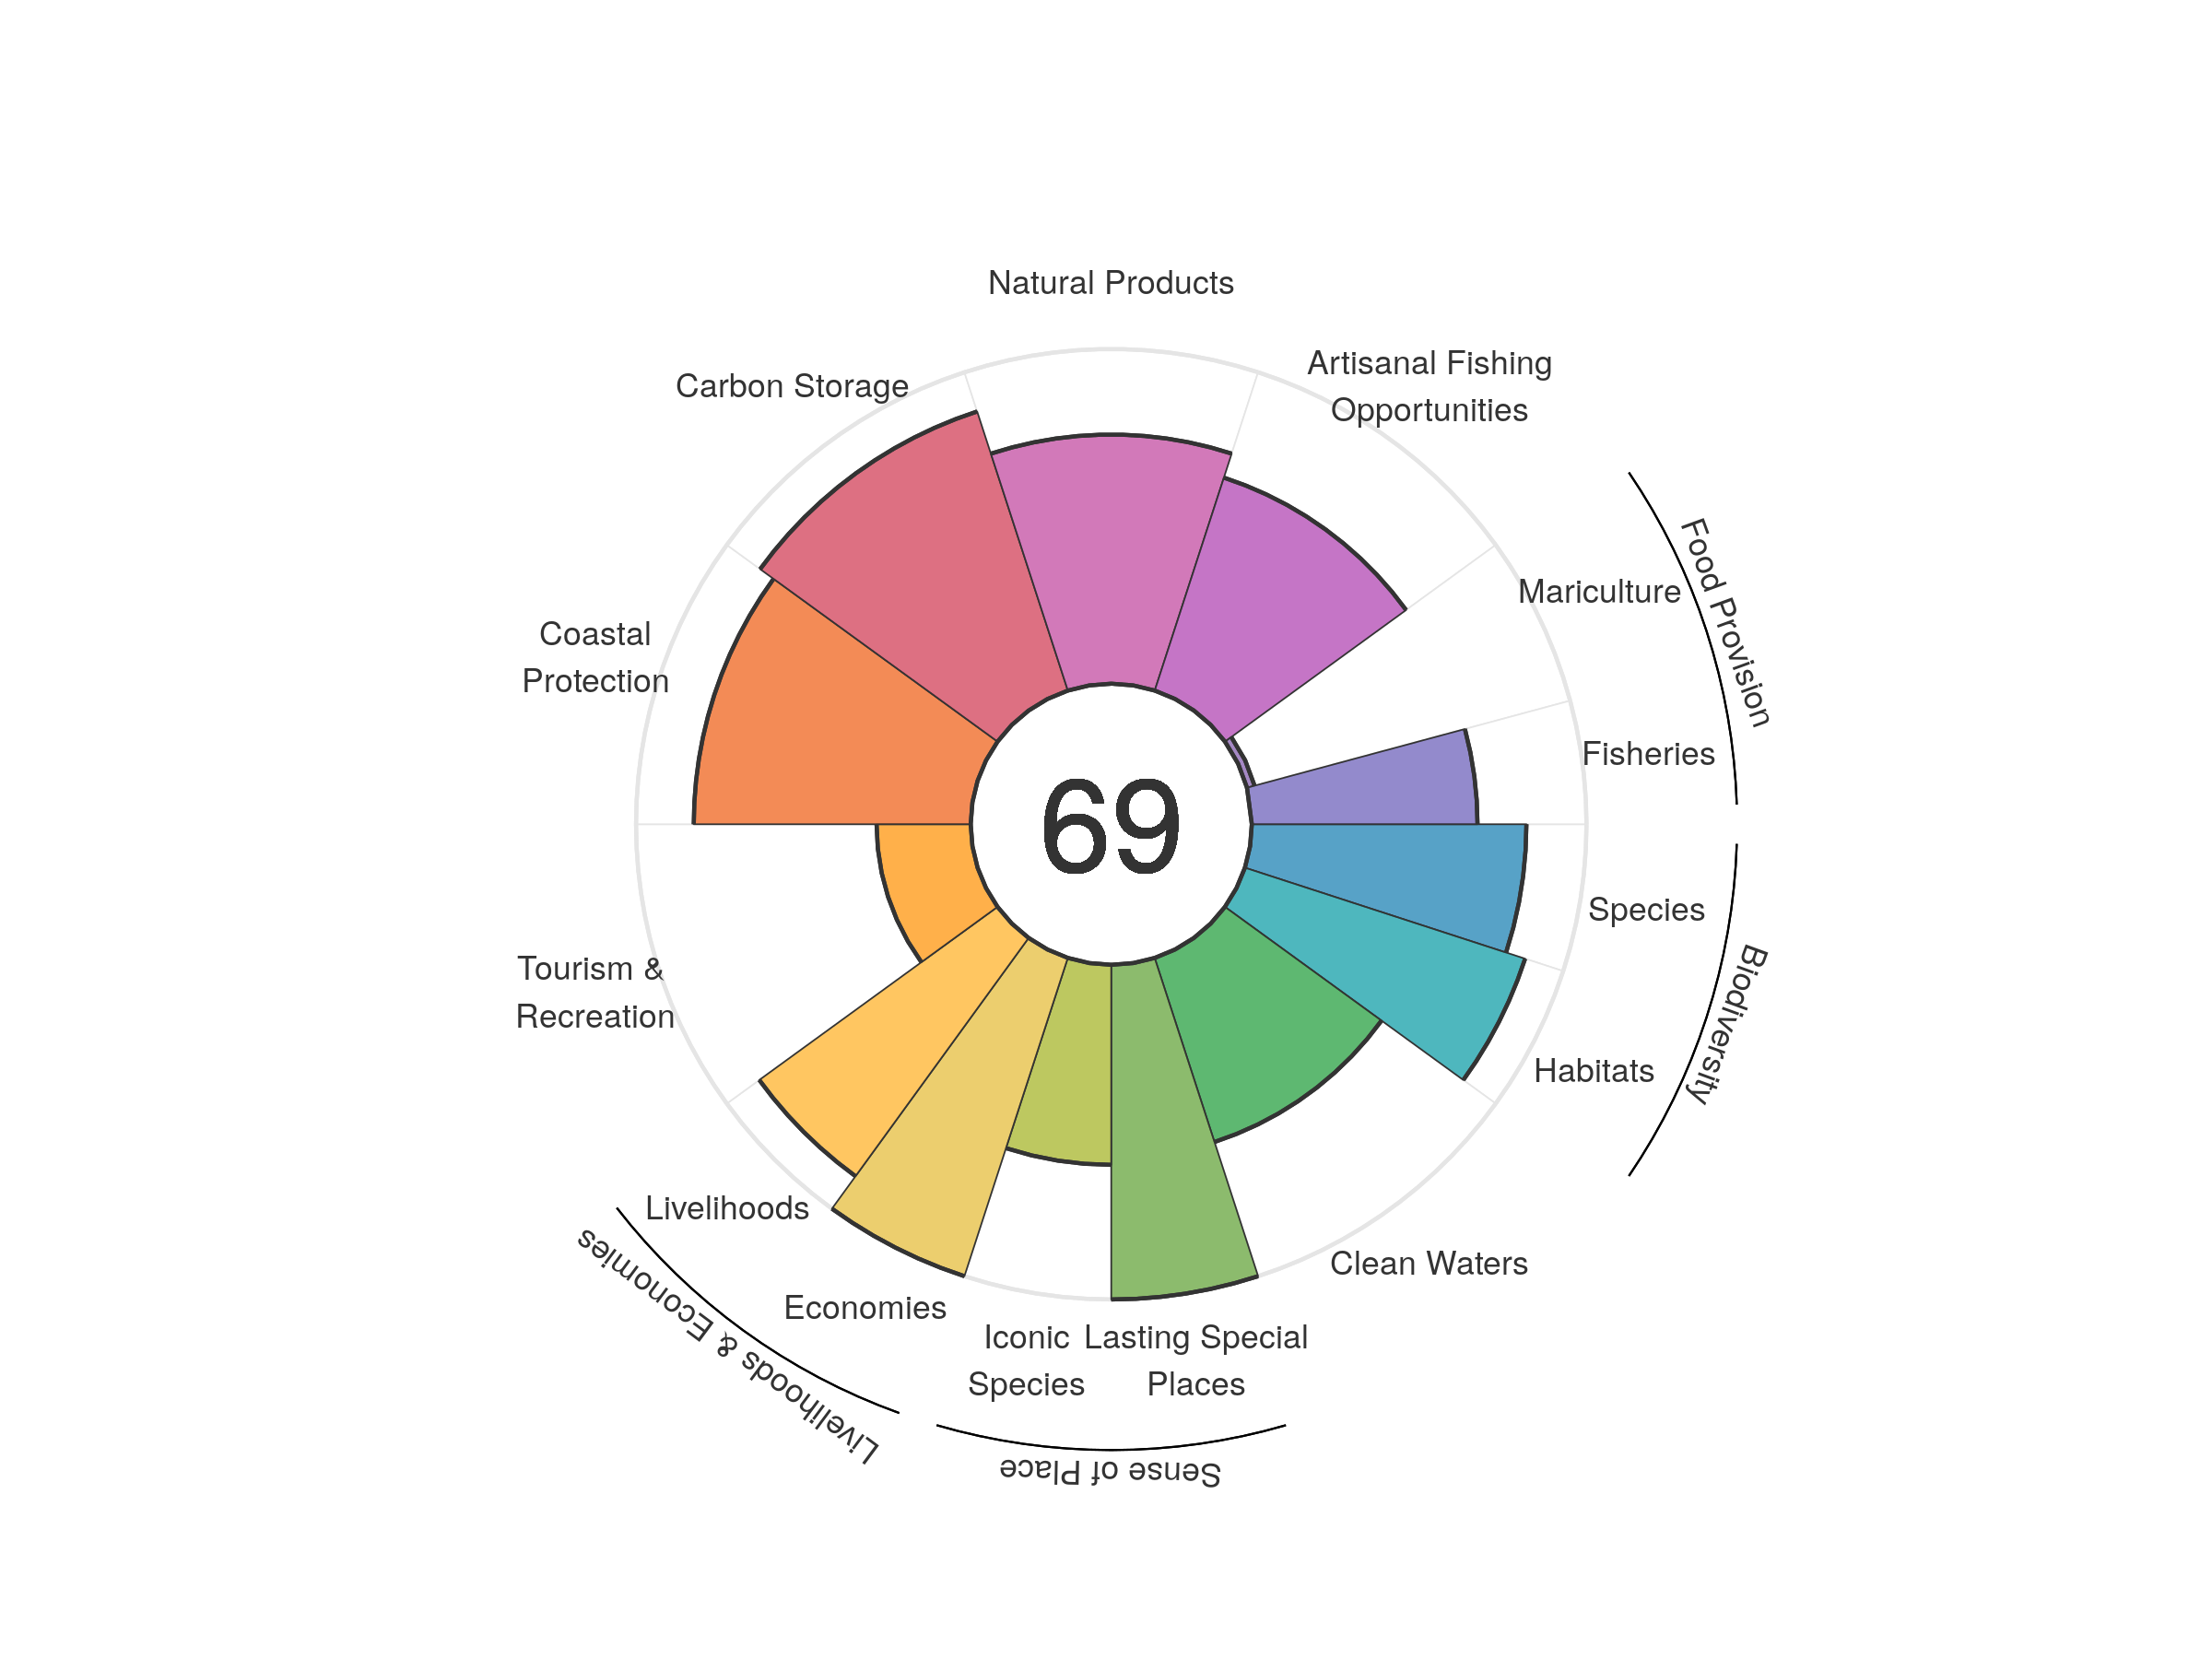 Natural Products
Artisanal Fishing
Opportunities
Carbon Storage
Mariculture
Food Provision
Coastal
Protection
Fisheries
69
Species
Biodiversity
Tourism &
Recreation
Habitats
Livelihoods
Clean Waters
Livelihoods & Economies
Economies
Iconic
Species
Lasting Special
Places
Sense of Place